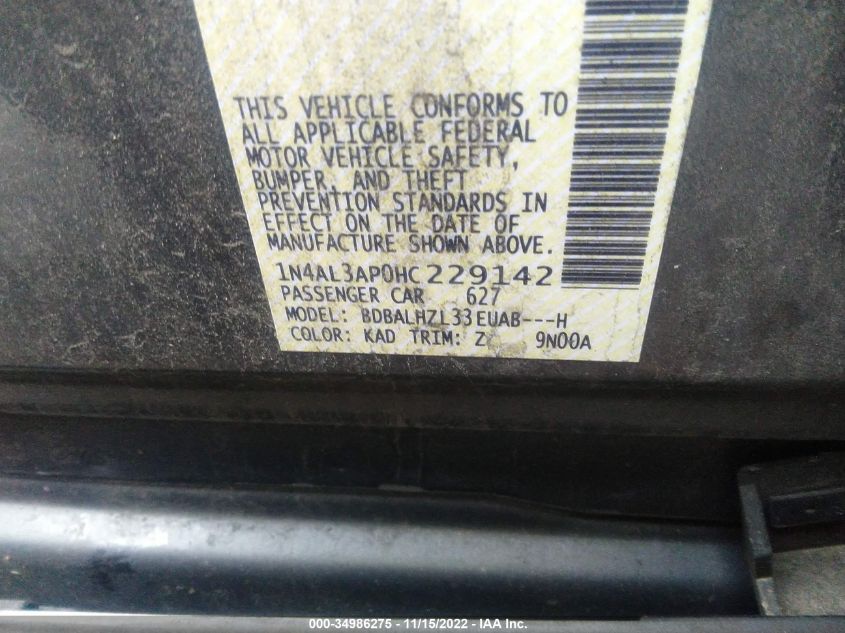 THIS VEHICLE CONFORMS TO
ALL APPLICABLE FEDERAL
MOTOR VEHICLE SAFETY,
BUMPER, AND THEFT
PREVENTION STANDARDS IN
EFFECT ON THE DATE OF
MANUFACTURE SHOWN ABOVE.
1N4AL3AP0HC229142
PASSENGER CAR 627
MODEL: BDBALHZL33EUAB---H
COLOR: KAD TRIM: Z 9N00A
000-34986275 - 11/15/2022 - IAA Inc.